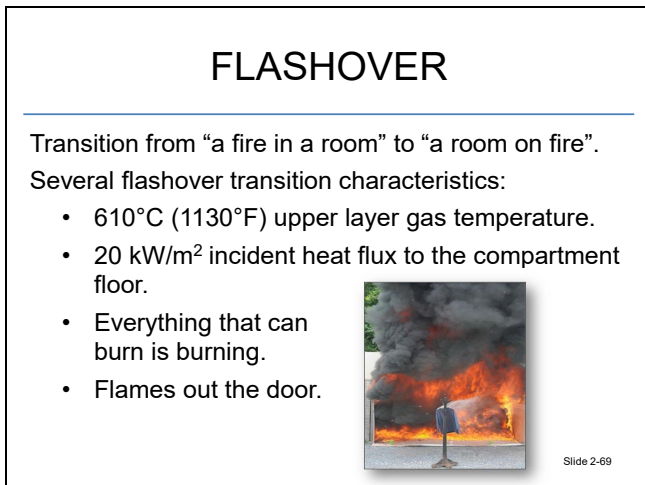 FLASHOVER
Transition from “a fire in a room” to “a room on fire”.
Several flashover transition characteristics:
• 610°C (1130°F) upper layer gas temperature.
• 20 kW/m² incident heat flux to the compartment
floor.
• Everything that can
burn is burning.
• Flames out the door.
Slide 2-69